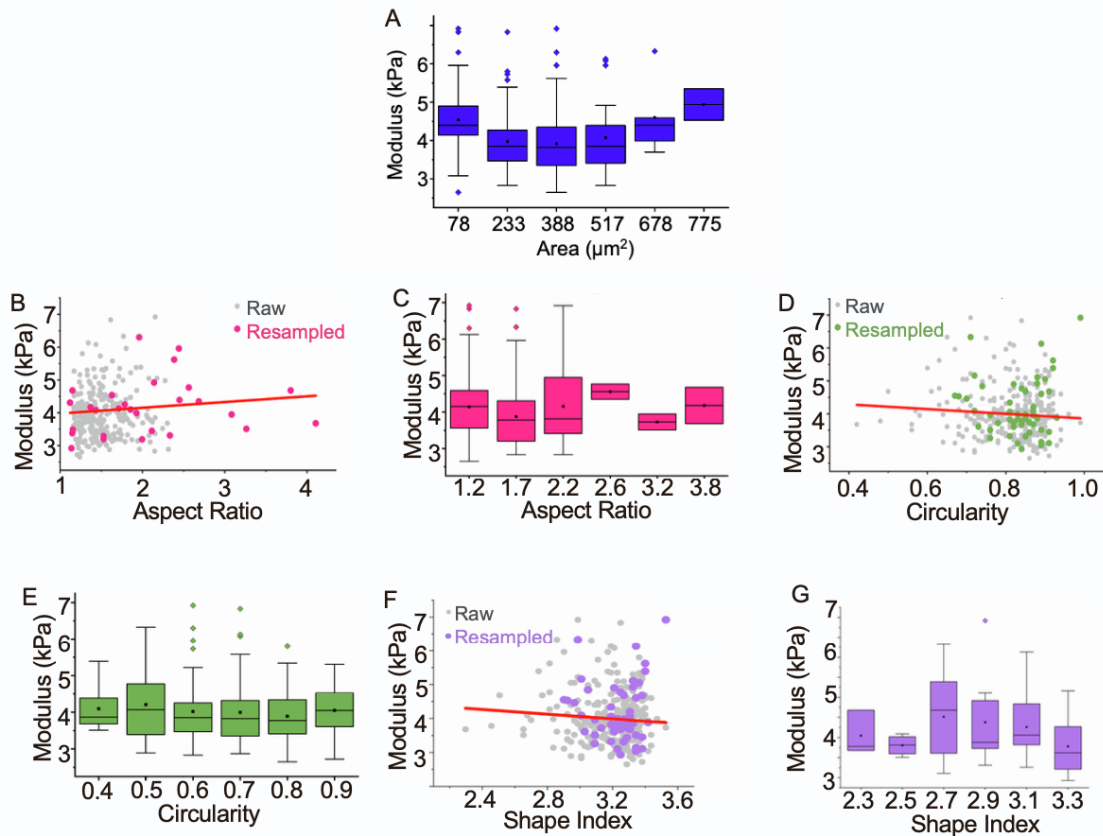 A
Modulus (kPa)
6
5
4
3
78 233 388 517 678 775
Area (µm²)
B
Modulus (kPa)
7
6
5
4
3
Raw
Resampled
1 2 3 4
Aspect Ratio
C
Modulus (kPa)
7
6
5
4
3
1.2 1.7 2.2 2.6 3.2 3.8
Aspect Ratio
D
Modulus (kPa)
7
6
5
4
3
Raw
Resampled
0.4 0.6 0.8 1.0
Circularity
E
Modulus (kPa)
7
6
5
4
3
0.4 0.5 0.6 0.7 0.8 0.9
Circularity
F
Modulus (kPa)
7
6
5
4
3
Raw
Resampled
2.4 2.8 3.2 3.6
Shape Index
G
Modulus (kPa)
7
6
5
4
3
2.3 2.5 2.7 2.9 3.1 3.3
Shape Index